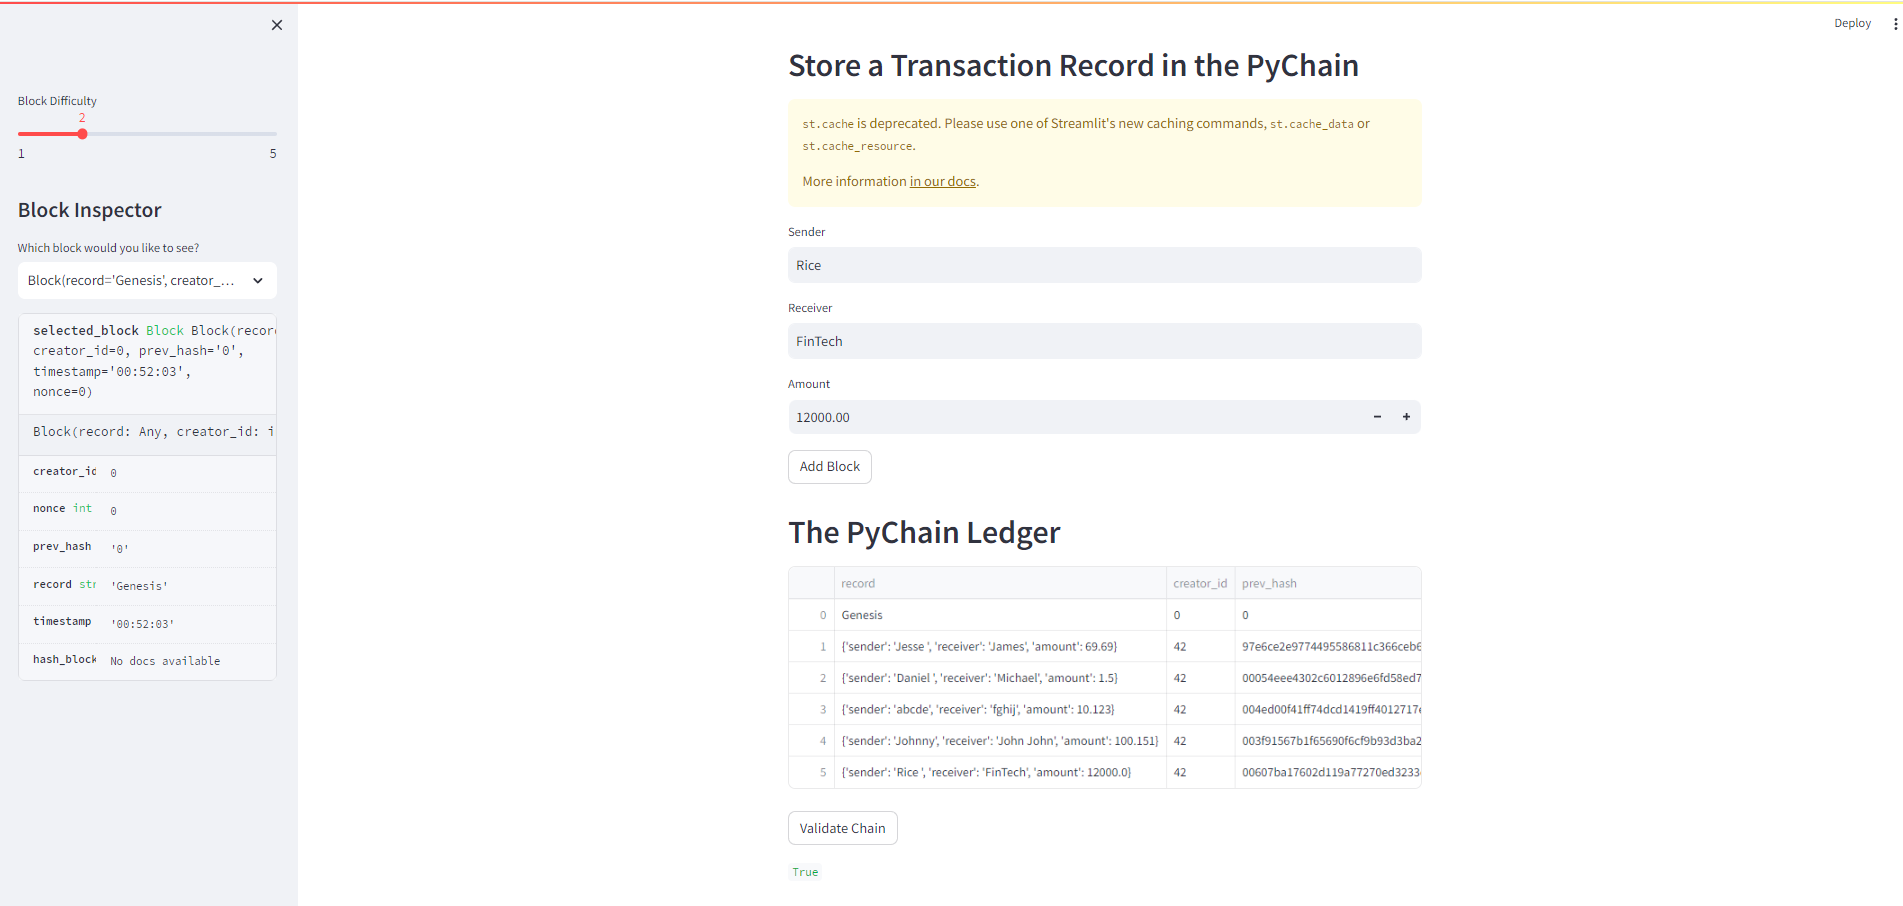 Deploy
Block Difficulty
2
1 5
Block Inspector
Which block would you like to see?
Block(record='Genesis', creator_...
selected_block Block Block(recor
creator_id=0, prev_hash='0',
timestamp='00:52:03',
nonce=0)
Block(record: Any, creator_id: i
creator_id 0
nonce int 0
prev_hash '0'
record str 'Genesis'
timestamp '00:52:03'
hash_block No docs available
Store a Transaction Record in the PyChain
st.cache is deprecated. Please use one of Streamlit's new caching commands, st.cache_data or
st.cache_resource.
More information in our docs.
Sender
Rice
Receiver
FinTech
Amount
12000.00
Add Block
The PyChain Ledger
record creator_id prev_hash
0 Genesis 0 0
1 {'sender': 'Jesse ', 'receiver': 'James', 'amount': 69.69} 42 97e6ce2e9774495586811c366ceb6
2 {'sender': 'Daniel ', 'receiver': 'Michael', 'amount': 1.5} 42 00054eee4302c6012896e6fd58ed7
3 {'sender': 'abcde', 'receiver': 'fghij', 'amount': 10.123} 42 004ed00f41ff74dcd1419ff4012717
4 {'sender': 'Johnny', 'receiver': 'John John', 'amount': 100.151} 42 003f91567b1f65690f6cf9b93d3ba2
5 {'sender': 'Rice ', 'receiver': 'FinTech', 'amount': 12000.0} 42 00607ba17602d119a77270ed3233
Validate Chain
True